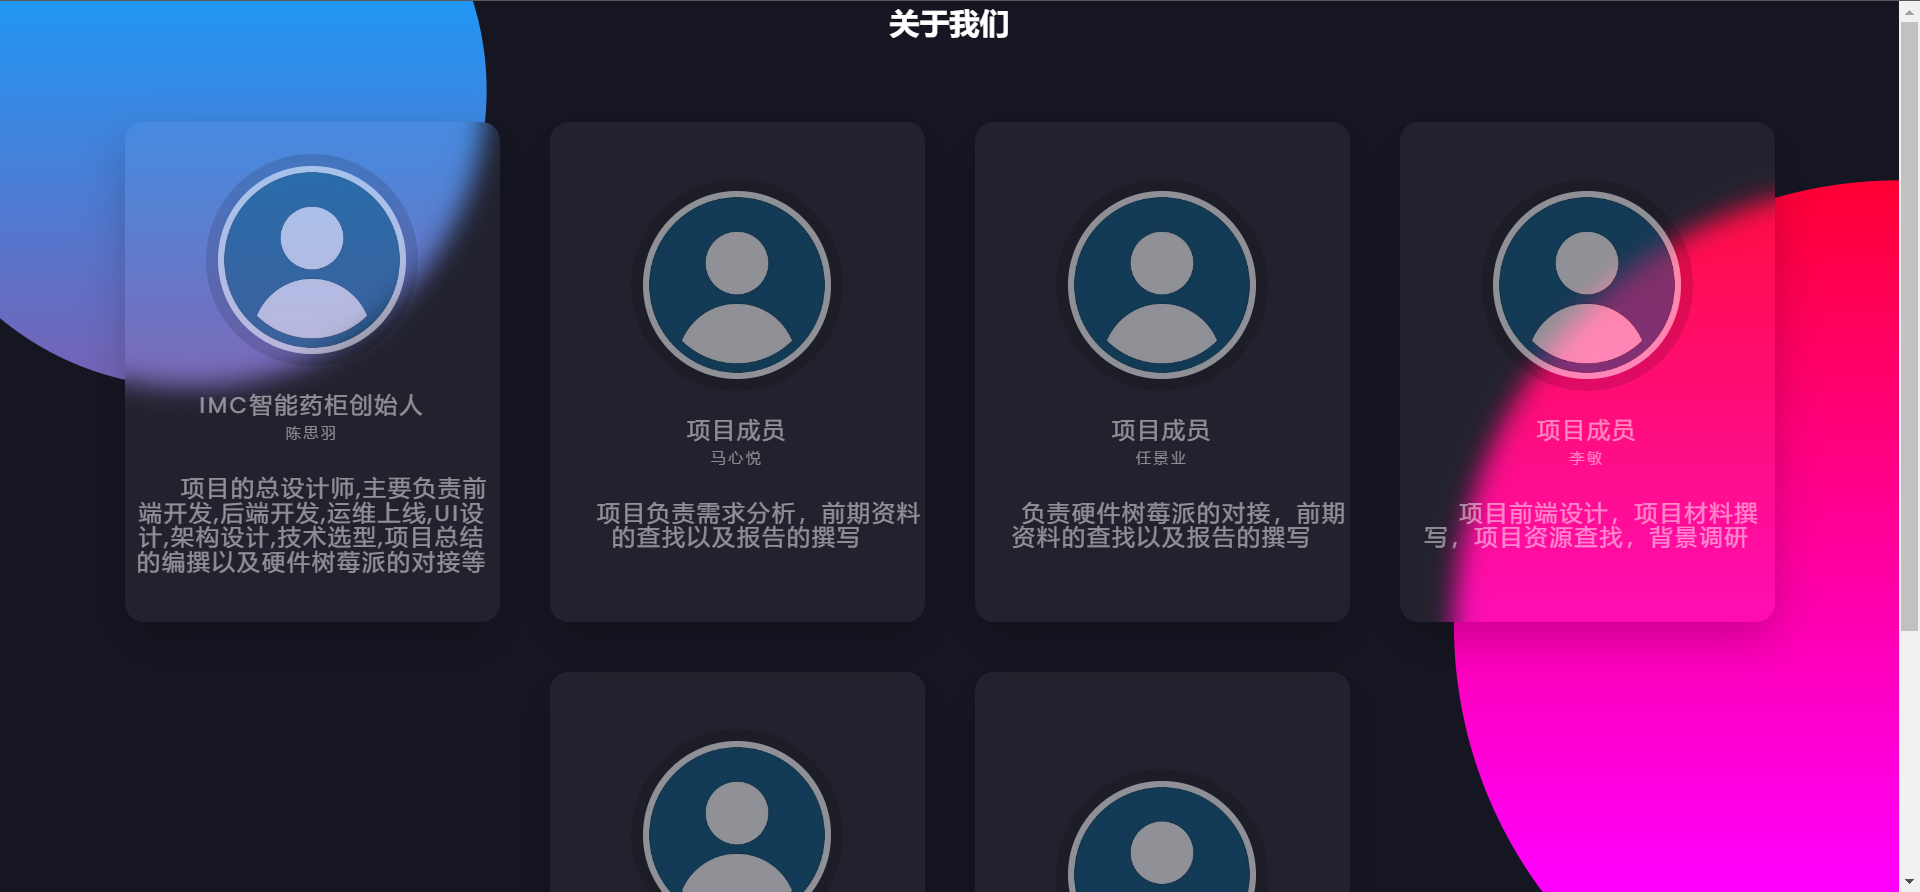 关于我们
IMC智能药柜创始人
陈思羽
项目的总设计师,主要负责前
端开发,后端开发,运维上线,UI设
计,架构设计,技术选型,项目总结
的编撰以及硬件树莓派的对接等
项目成员
马心悦
项目负责需求分析，前期资料
的查找以及报告的撰写
项目成员
任景业
负责硬件树莓派的对接，前期
资料的查找以及报告的撰写
项目成员
李敏
项目前端设计，项目材料撰
写，项目资源查找，背景调研